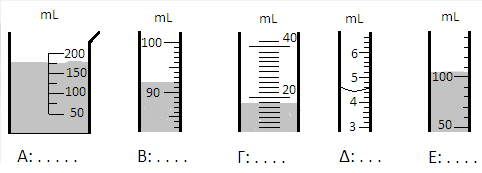 mL
200
150
100
50
mL
100
90
mL
40
20
mL
6
5
4
3
mL
100
50
Α: . . . . .
Β: . . . .
Γ: . . . .
Δ: . . .
Ε: . . . .